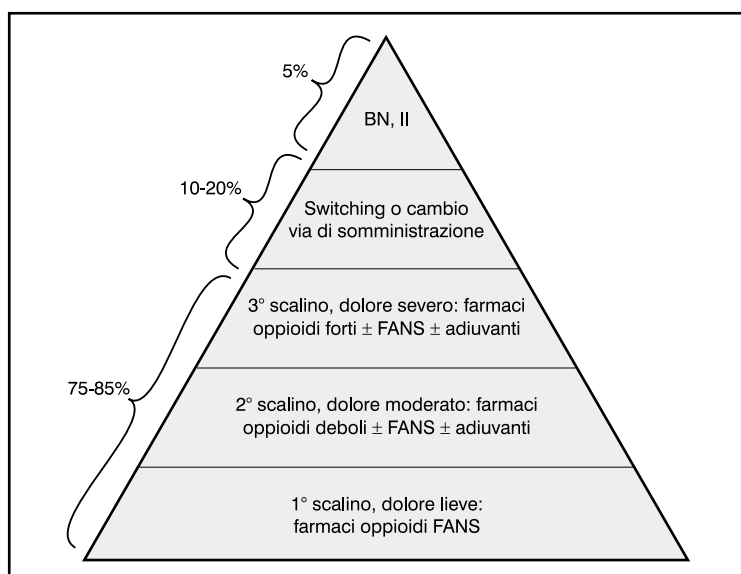 5%
BN, II
10-20%
Switching o cambio
via di somministrazione
3° scalino, dolore severo: farmaci
oppioidi forti ± FANS ± adiuvanti
75-85%
2° scalino, dolore moderato: farmaci
oppioidi deboli ± FANS ± adiuvanti
1° scalino, dolore lieve:
farmaci oppioidi FANS